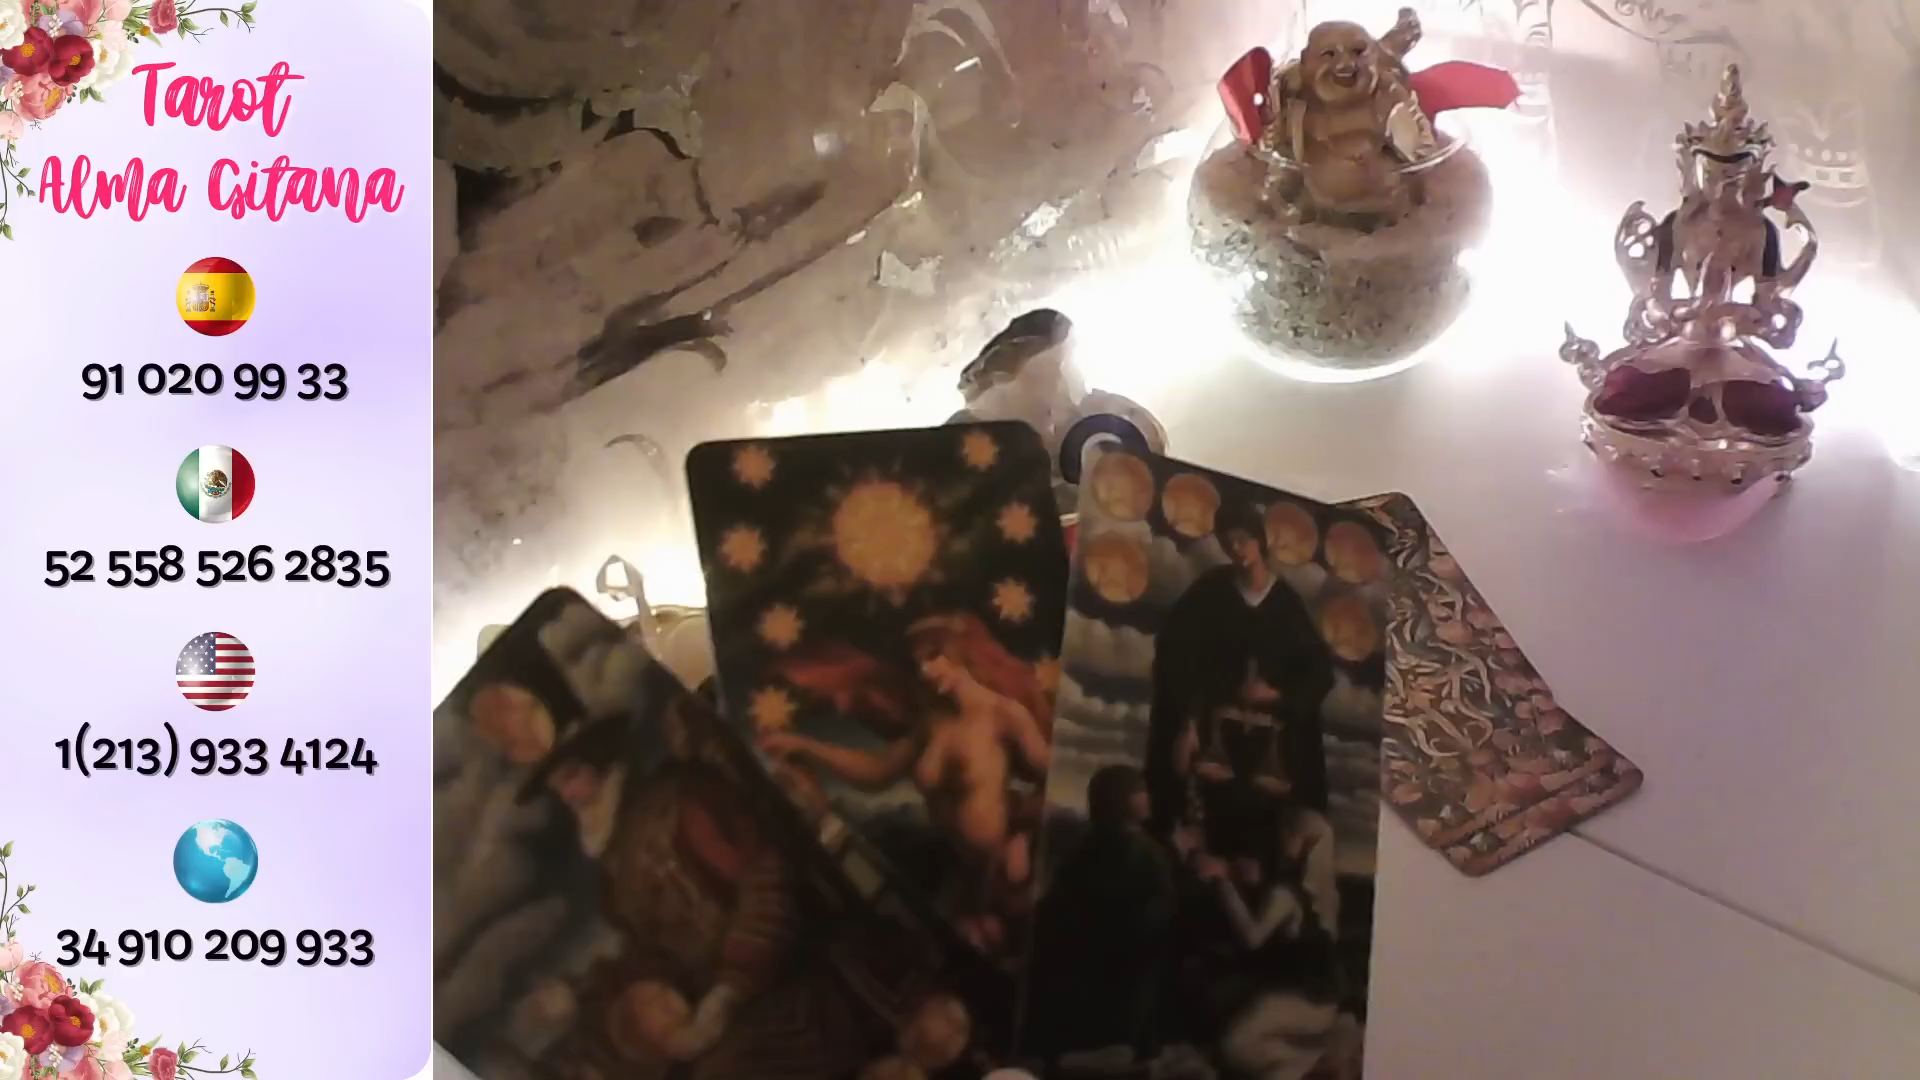 Tarot
Alma Gitana
91 020 99 33
52 558 526 2835
1(213) 933 4124
34 910 209 933